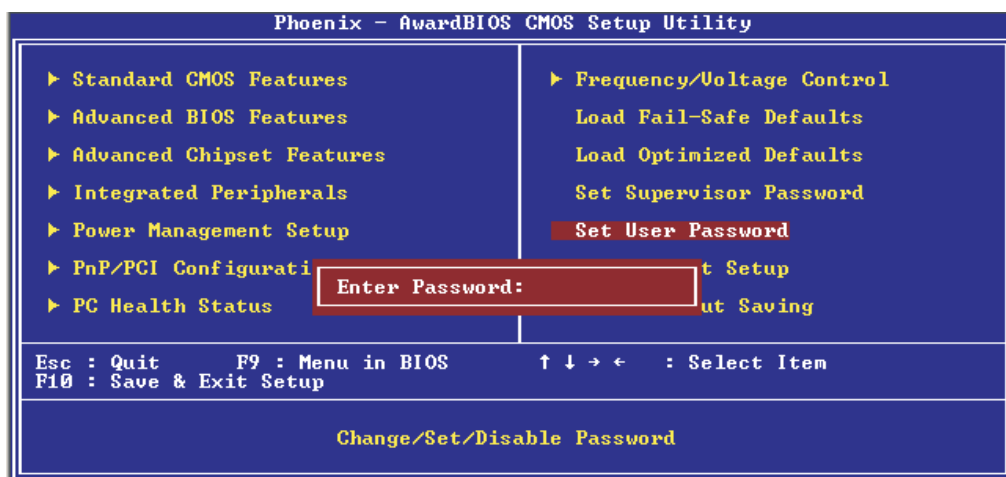 Phoenix - AwardBIOS CMOS Setup Utility
Standard CMOS Features
Advanced BIOS Features
Advanced Chipset Features
Integrated Peripherals
Power Management Setup
PnP/PCI Configurati
PC Health Status
Frequency/Voltage Control
Load Fail-Safe Defaults
Load Optimized Defaults
Set Supervisor Password
Set User Password
t Setup
ut Saving
Enter Password:
Esc : Quit F9 : Menu in BIOS ↑ ↓ → ← : Select Item
F10 : Save & Exit Setup
Change/Set/Disable Password